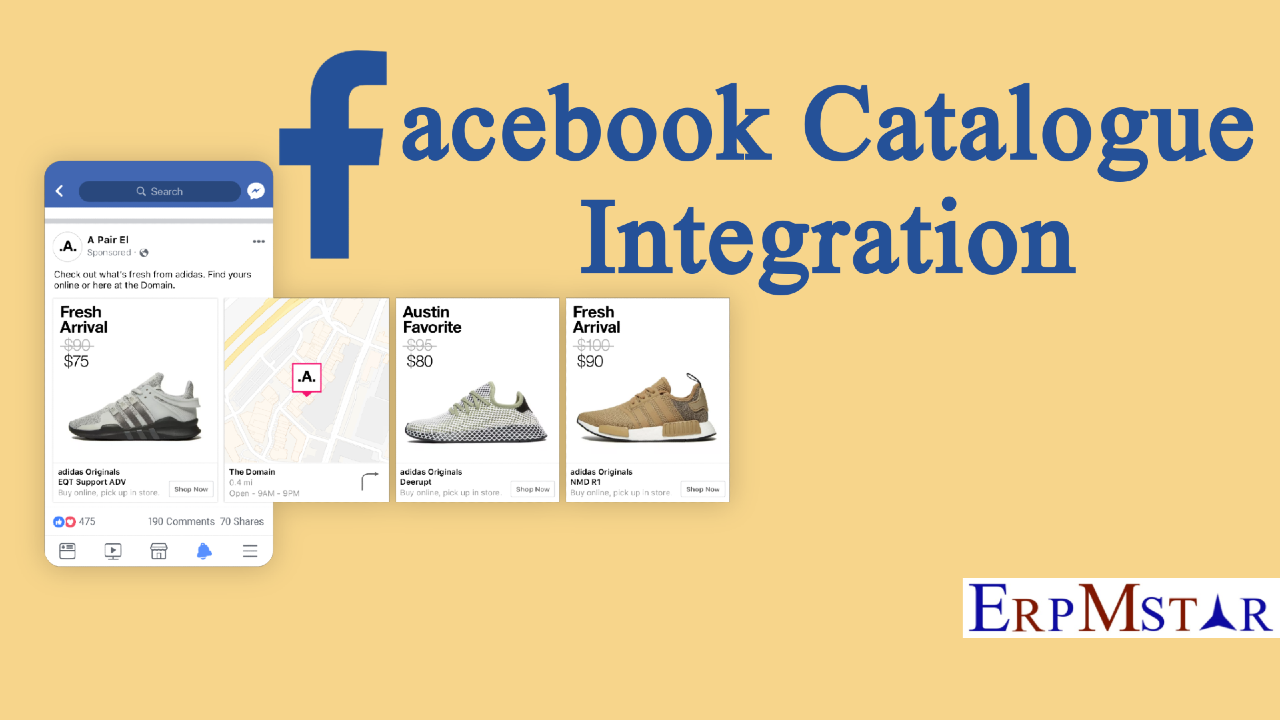 facebook Catalogue
Integration
Search
.A.
A Pair El
Sponsored ·
Check out what's fresh from adidas. Find yours
online or here at the Domain.
Fresh
Arrival
$90
$75
adidas Originals
EQT Support ADV
Buy online, pick up in store.
Shop Now
.A.
The Domain
0.4 mi
Open - 9AM - 9PM
Austin
Favorite
$95
$80
adidas Originals
Deerupt
Buy online, pick up in store.
Shop Now
Fresh
Arrival
$100
$90
adidas Originals
NMD R1
Buy online, pick up in store.
Shop Now
475
190 Comments 70 Shares
ERPMSTAR